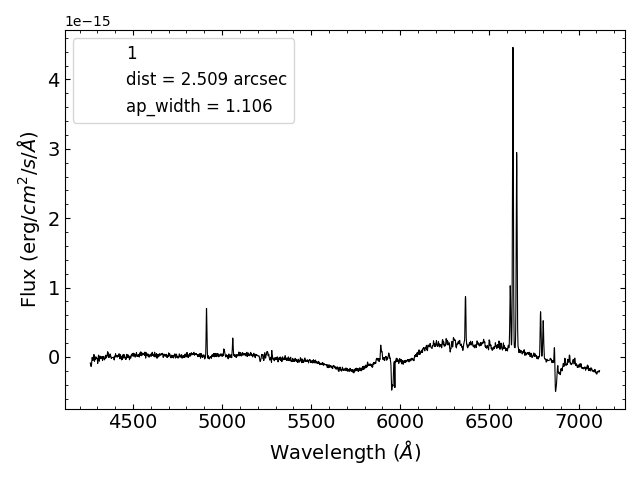 1e−15
1
dist = 2.509 arcsec
ap_width = 1.106
Flux (erg/cm²/s/Å)
4
3
2
1
0
4500 5000 5500 6000 6500 7000
Wavelength (Å)